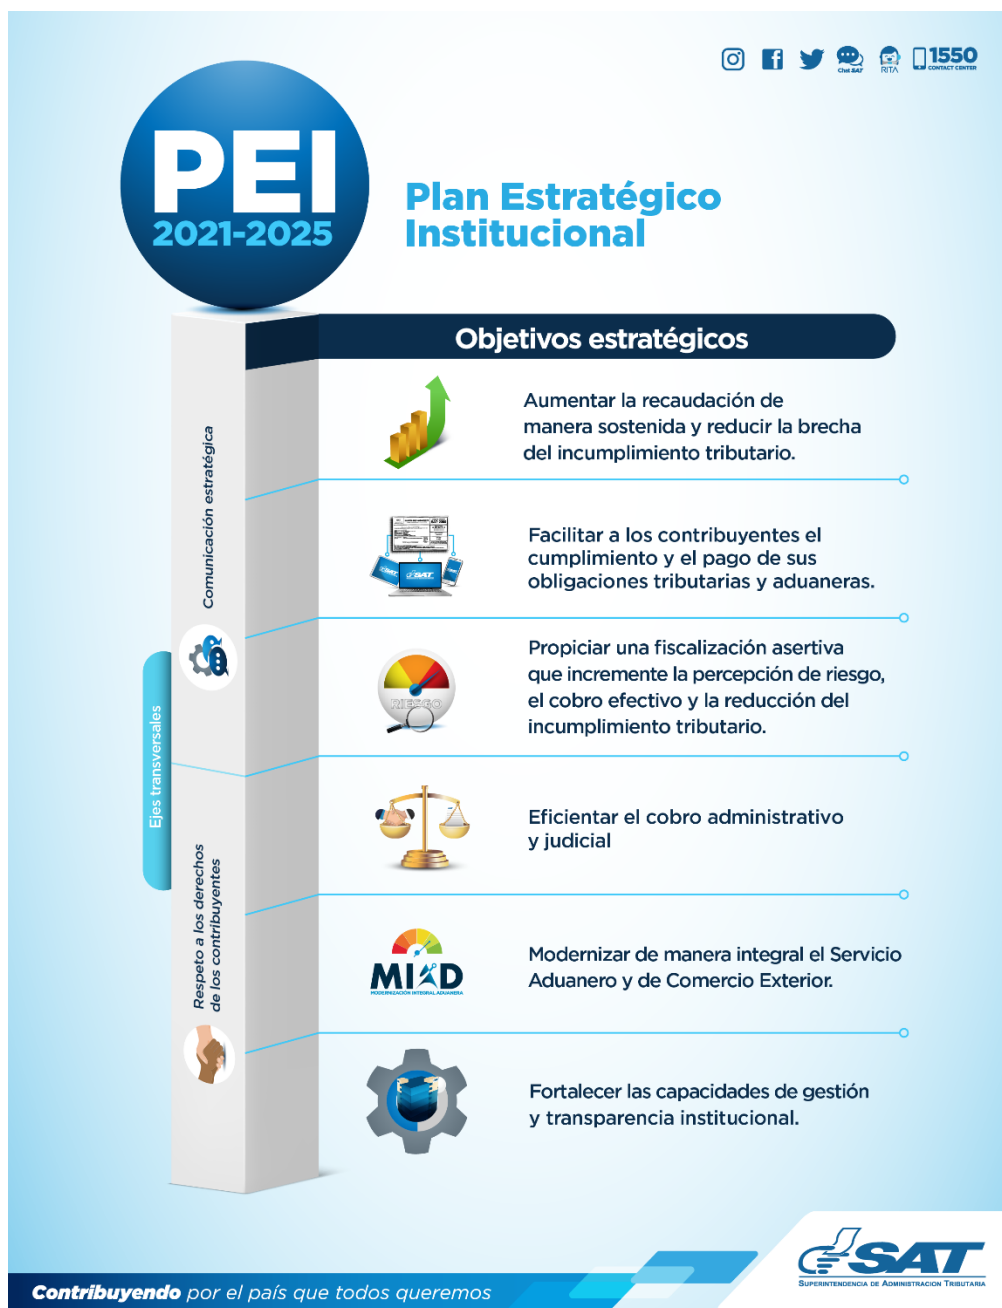 Chat SAT
RITA
1550
CONTACT CENTER
PEI
2021-2025
Plan Estratégico
Institucional
Objetivos estratégicos
Aumentar la recaudación de
manera sostenida y reducir la brecha
del incumplimiento tributario.
SAT
Facilitar a los contribuyentes el
cumplimiento y el pago de sus
obligaciones tributarias y aduaneras.
RIESGO
Propiciar una fiscalización asertiva
que incremente la percepción de riesgo,
el cobro efectivo y la reducción del
incumplimiento tributario.
Eficientar el cobro administrativo
y judicial
MIAD
MODERNIZACIÓN INTEGRAL ADUANERA
Modernizar de manera integral el Servicio
Aduanero y de Comercio Exterior.
Fortalecer las capacidades de gestión
y transparencia institucional.
Ejes transversales
Comunicación estratégica
Respeto a los derechos
de los contribuyentes
Contribuyendo por el país que todos queremos
SAT
SUPERINTENDENCIA DE ADMINISTRACION TRIBUTARIA